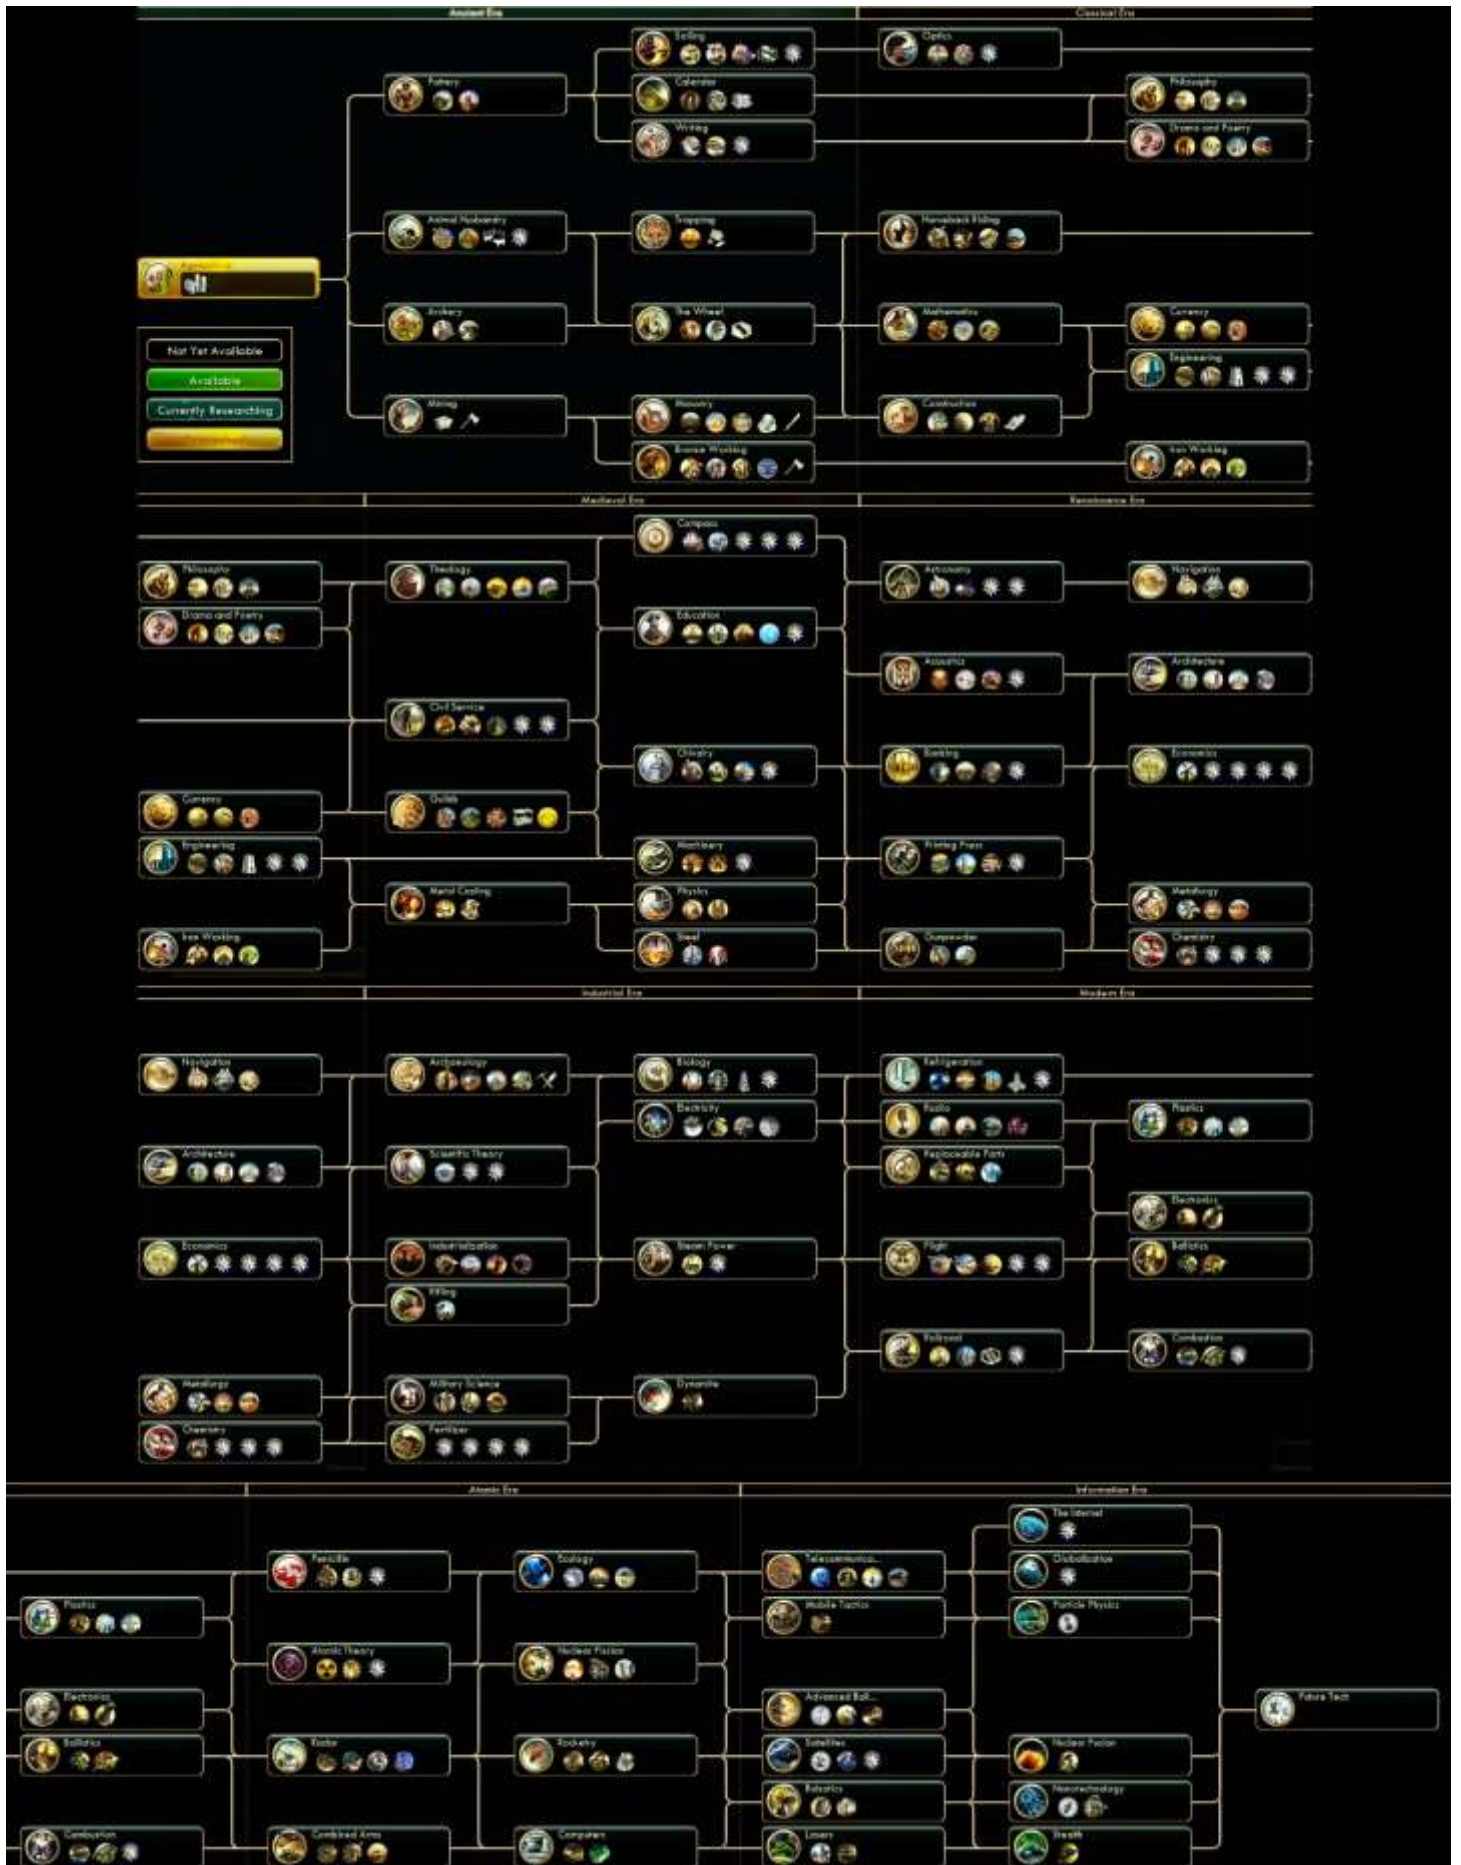 Ancient Era
Classical Era
Sailing
Optics
Pottery
Calendar
Philosophy
Writing
Drama and Poetry
Animal Husbandry
Trapping
Horseback Riding
Archery
The Wheel
Mathematics
Currency
Not Yet Available
Engineering
Available
Currently Researching
Mining
Masonry
Construction
Bronze Working
Iron Working
Medieval Era
Renaissance Era
Compass
Philosophy
Theology
Astronomy
Navigation
Drama and Poetry
Education
Acoustics
Architecture
Civil Service
Chivalry
Banking
Economics
Currency
Guilds
Engineering
Machinery
Printing Press
Metal Casting
Physics
Metallurgy
Iron Working
Steel
Gunpowder
Chemistry
Industrial Era
Modern Era
Navigation
Archaeology
Biology
Refrigeration
Electricity
Radio
Plastics
Architecture
Scientific Theory
Replaceable Parts
Electronics
Economics
Industrialization
Steam Power
Flight
Ballistics
Rifling
Railroad
Combustion
Metallurgy
Military Science
Dynamite
Chemistry
Fertilizer
Atomic Era
Information Era
The Internet
Penicillin
Ecology
Telecommunicai...
Globalization
Plastics
Mobile Tactics
Particle Physics
Atomic Theory
Nuclear Fission
Electronics
Advanced Ball...
Future Tech
Ballistics
Radar
Rocketry
Satellites
Nuclear Fusion
Robotics
Nanotechnology
Combustion
Combined Arms
Computers
Lasers
Stealth